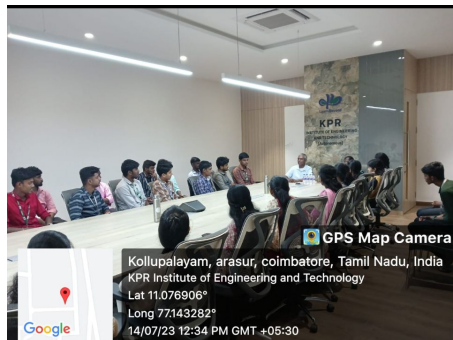 KPR
INSTITUTE OF ENGINEERING
AND TECHNOLOGY
GPS Map Camera
Kollupalayam, arasur, coimbatore, Tamil Nadu, India
KPR Institute of Engineering and Technology
Lat 11.076906°
Long 77.143282°
14/07/23 12:34 PM GMT +05:30
Google